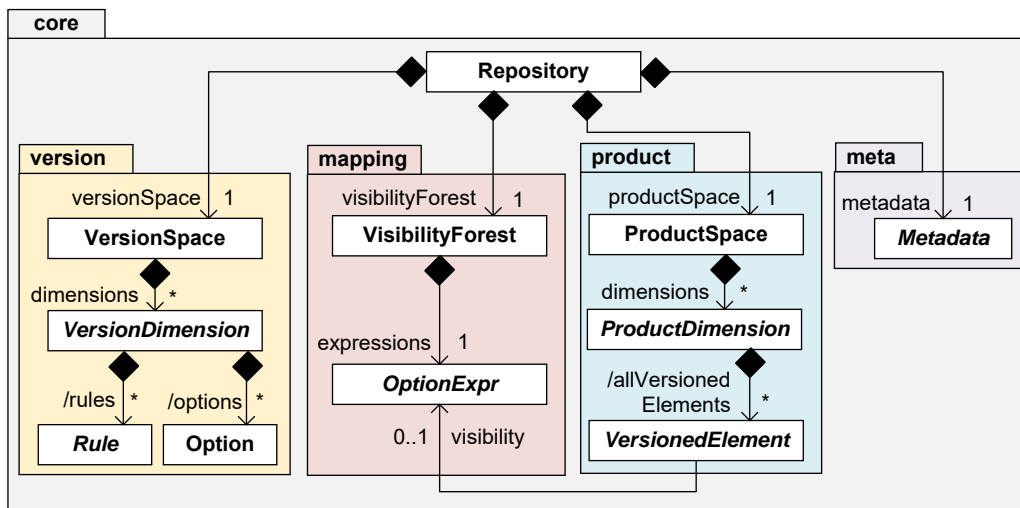 core
Repository
version
mapping
product
meta
versionSpace 1
visibilityForest 1
productSpace 1
metadata 1
VersionSpace
VisibilityForest
ProductSpace
Metadata
dimensions *
dimensions *
VersionDimension
ProductDimension
expressions 1
/rules *
/options *
OptionExpr
/allVersioned
Elements *
Rule
Option
0..1 visibility
VersionedElement